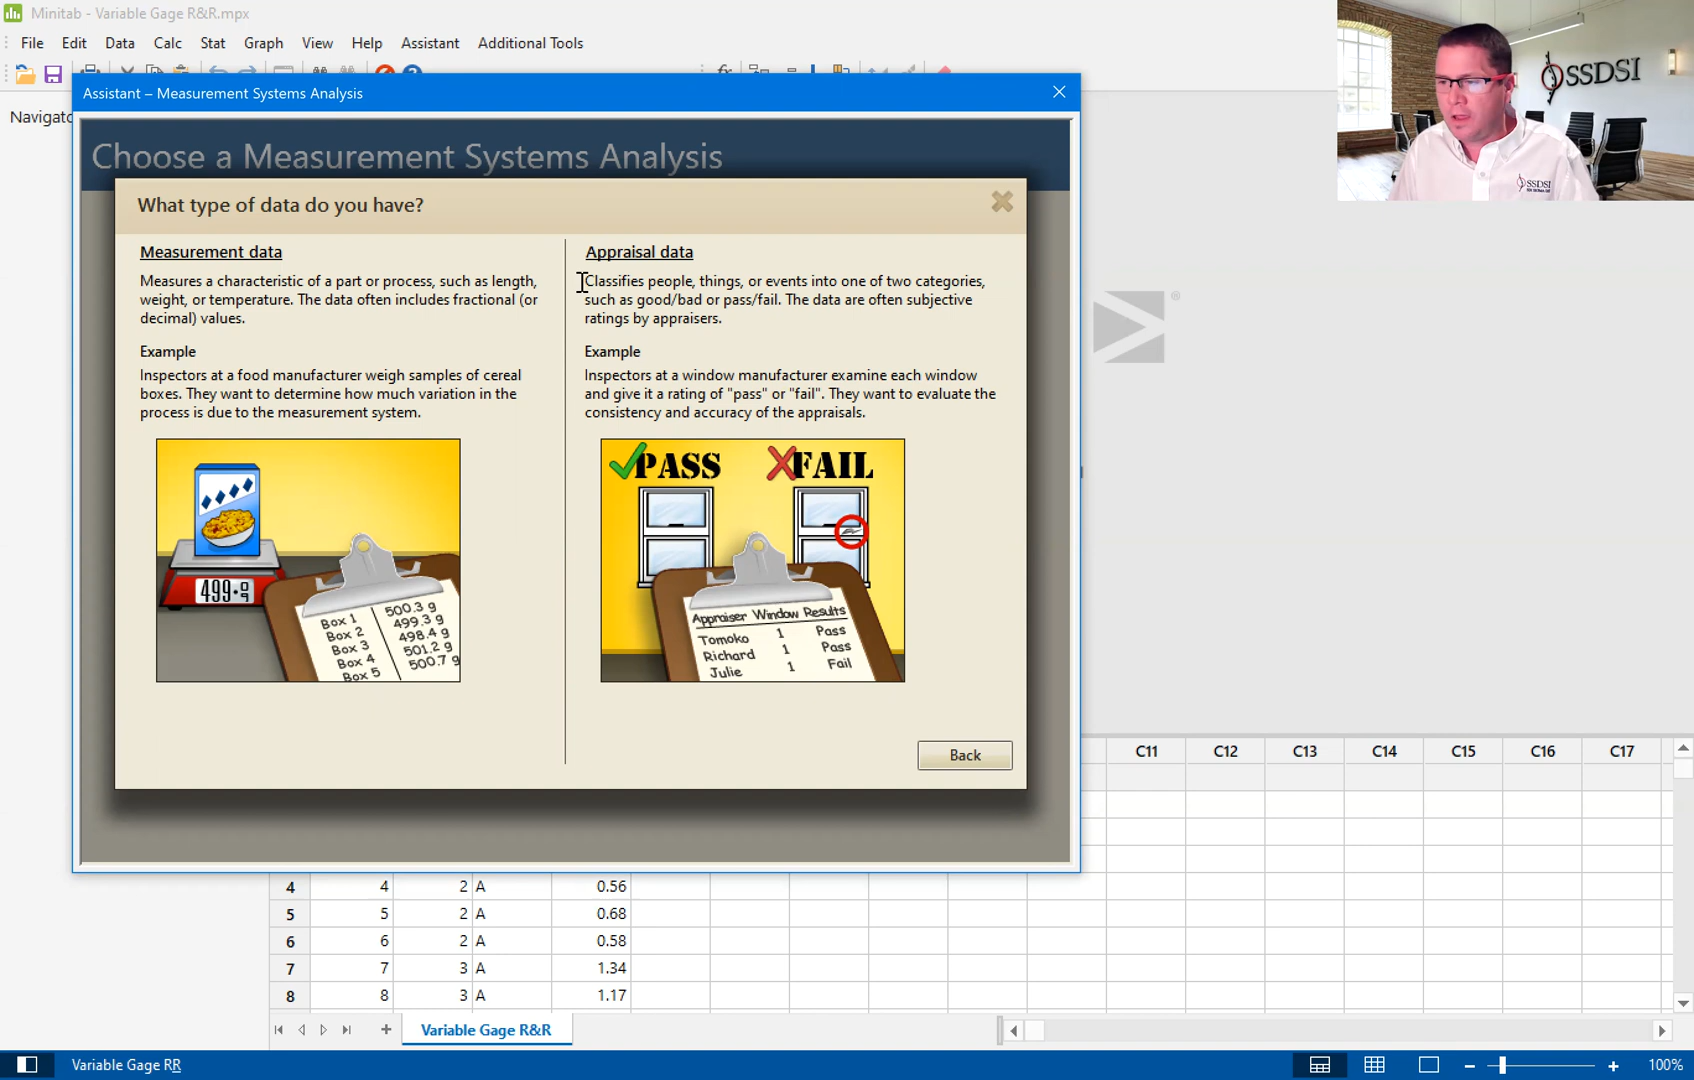 Minitab - Variable Gage R&R.mpx
File Edit Data Calc Stat Graph View Help Assistant Additional Tools
Assistant – Measurement Systems Analysis
Choose a Measurement Systems Analysis
What type of data do you have?
Measurement data
Measures a characteristic of a part or process, such as length,
weight, or temperature. The data often includes fractional (or
decimal) values.
Example
Inspectors at a food manufacturer weigh samples of cereal
boxes. They want to determine how much variation in the
process is due to the measurement system.
499.9
Box 1 500.3 g
Box 2 499.3 g
Box 3 498.4 g
Box 4 501.2 g
Box 5 500.7 g
Appraisal data
Classifies people, things, or events into one of two categories,
such as good/bad or pass/fail. The data are often subjective
ratings by appraisers.
Example
Inspectors at a window manufacturer examine each window
and give it a rating of "pass" or "fail". They want to evaluate the
consistency and accuracy of the appraisals.
PASS FAIL
Appraiser Window Results
Tomoko 1 Pass
Richard 1 Pass
Julie 1 Fail
Back
SSDSI
SSDSI
C11 C12 C13 C14 C15 C16 C17
4 4 2 A 0.56
5 5 2 A 0.68
6 6 2 A 0.58
7 7 3 A 1.34
8 8 3 A 1.17
Variable Gage R&R
Variable Gage RR
100%